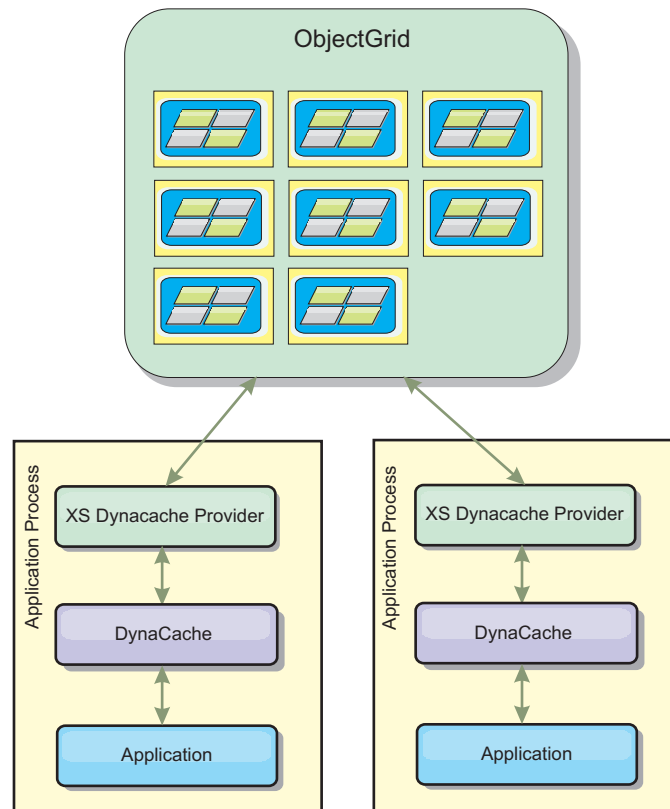 ObjectGrid
Application Process
XS Dynacache Provider
DynaCache
Application
Application Process
XS Dynacache Provider
DynaCache
Application